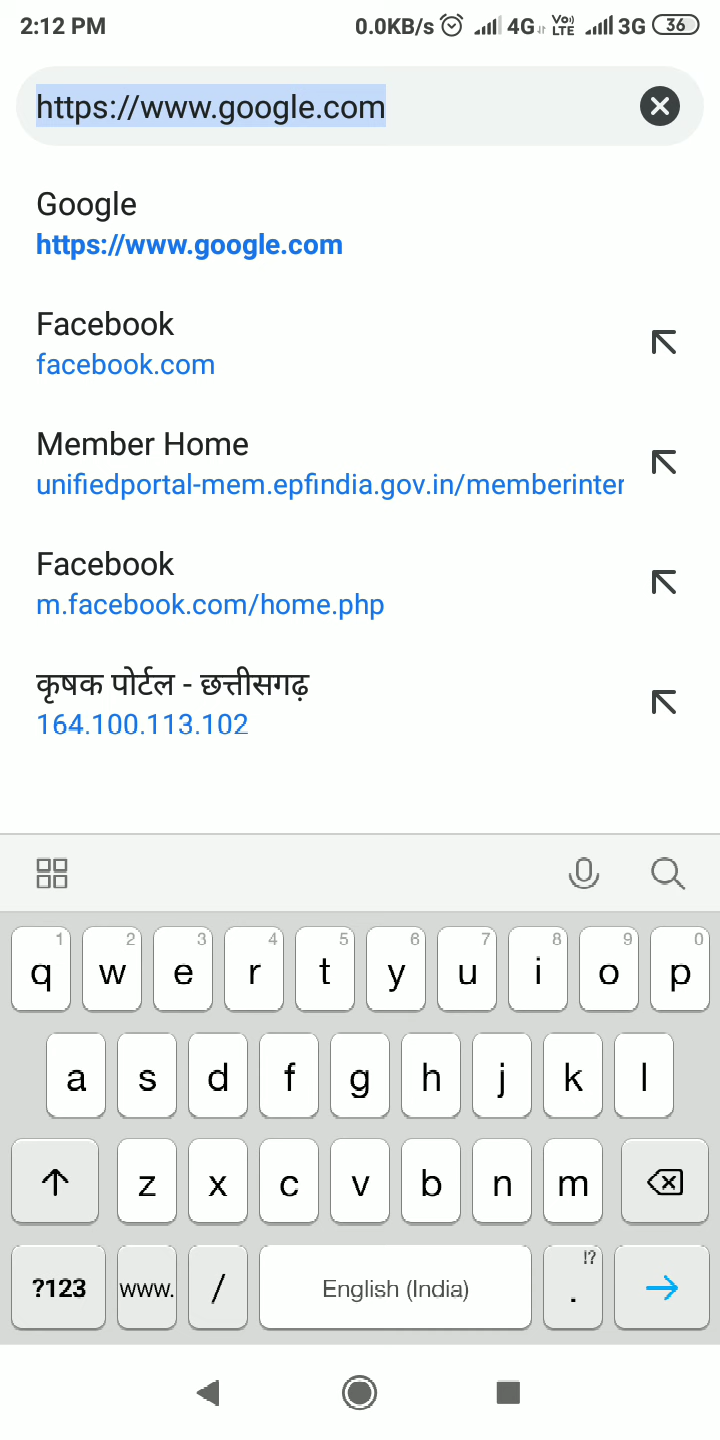 2:12 PM 0.0KB/s 4G Vo)) LTE 3G 36
https://www.google.com
Google
https://www.google.com
Facebook
facebook.com
Member Home
unifiedportal-mem.epfindia.gov.in/memberinter
Facebook
m.facebook.com/home.php
कृषक पोर्टल - छत्तीसगढ़
164.100.113.102
1 2 3 4 5 6 7 8 9 0
q w e r t y u i o p
a s d f g h j k l
z x c v b n m
?123 www. / English (India) !? .